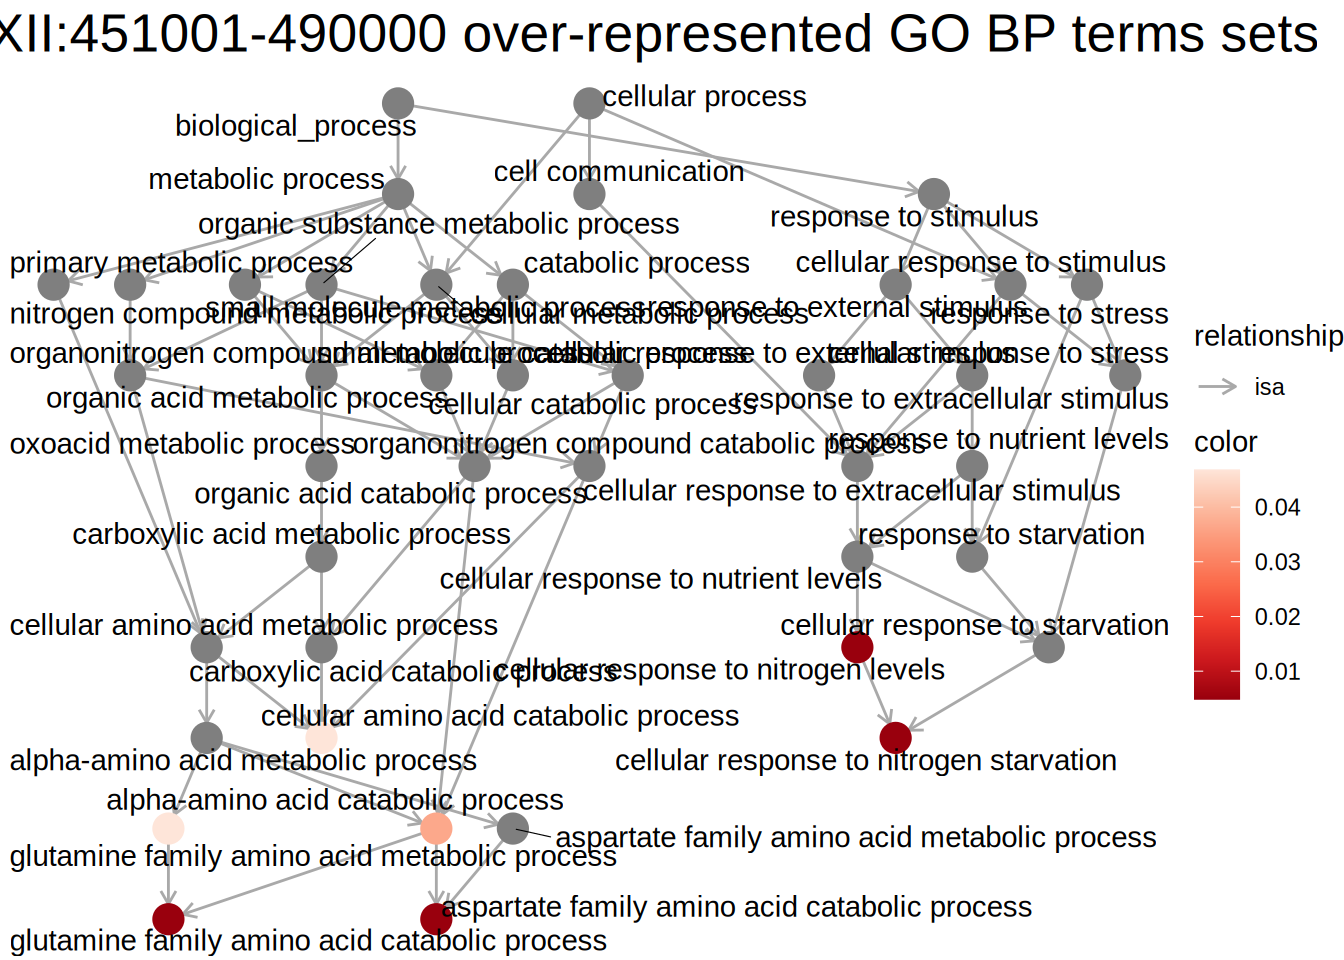 XII:451001-490000 over-represented GO BP terms sets
cellular process
biological_process
metabolic process
cell communication
organic substance metabolic process
response to stimulus
primary metabolic process
catabolic process
cellular response to stimulus
small molecule metabolic process
response to external stimulus
nitrogen compound metabolic process
cellular metabolic process
response to stress
organonitrogen compound metabolic process
small molecule catabolic process
cellular response to external stimulus
cellular response to stress
organic acid metabolic process
cellular catabolic process
response to extracellular stimulus
oxoacid metabolic process
organonitrogen compound catabolic process
response to nutrient levels
organic acid catabolic process
cellular response to extracellular stimulus
carboxylic acid metabolic process
response to starvation
cellular response to nutrient levels
cellular amino acid metabolic process
cellular response to starvation
carboxylic acid catabolic process
cellular response to nitrogen levels
cellular amino acid catabolic process
alpha-amino acid metabolic process
cellular response to nitrogen starvation
alpha-amino acid catabolic process
aspartate family amino acid metabolic process
glutamine family amino acid metabolic process
aspartate family amino acid catabolic process
glutamine family amino acid catabolic process
relationship
isa
color
0.04
0.03
0.02
0.01